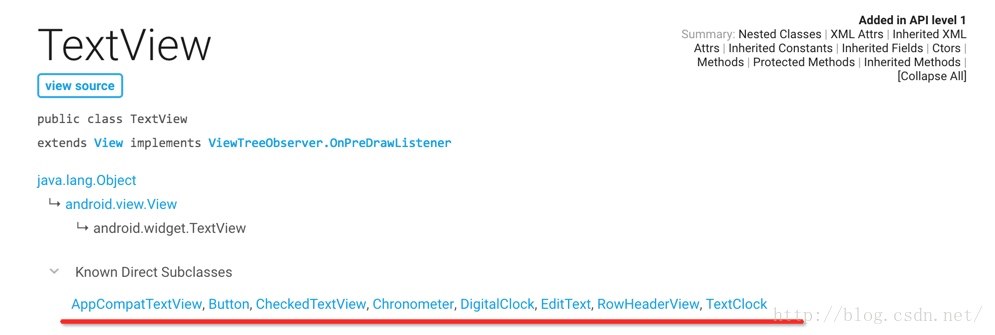 Added in API level 1
Summary: Nested Classes | XML Attrs | Inherited XML
Attrs | Inherited Constants | Inherited Fields | Ctors |
Methods | Protected Methods | Inherited Methods |
[Collapse All]
TextView
view source
public class TextView
extends View implements ViewTreeObserver.OnPreDrawListener
java.lang.Object
↳ android.view.View
↳ android.widget.TextView
Known Direct Subclasses
AppCompatTextView, Button, CheckedTextView, Chronometer, DigitalClock, EditText, RowHeaderView, TextClock
http://blog.csdn.net/